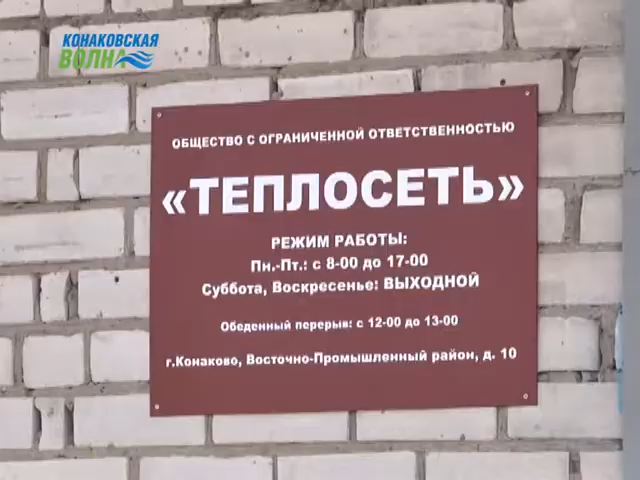 КОНАКОВСКАЯ
ВОЛНА
ОБЩЕСТВО С ОГРАНИЧЕННОЙ ОТВЕТСТВЕННОСТЬЮ
«ТЕПЛОСЕТЬ»
РЕЖИМ РАБОТЫ:
Пн.-Пт.: с 8-00 до 17-00
Суббота, Воскресенье: ВЫХОДНОЙ
Обеденный перерыв: с 12-00 до 13-00
г.Конаково, Восточно-Промышленный район, д. 10